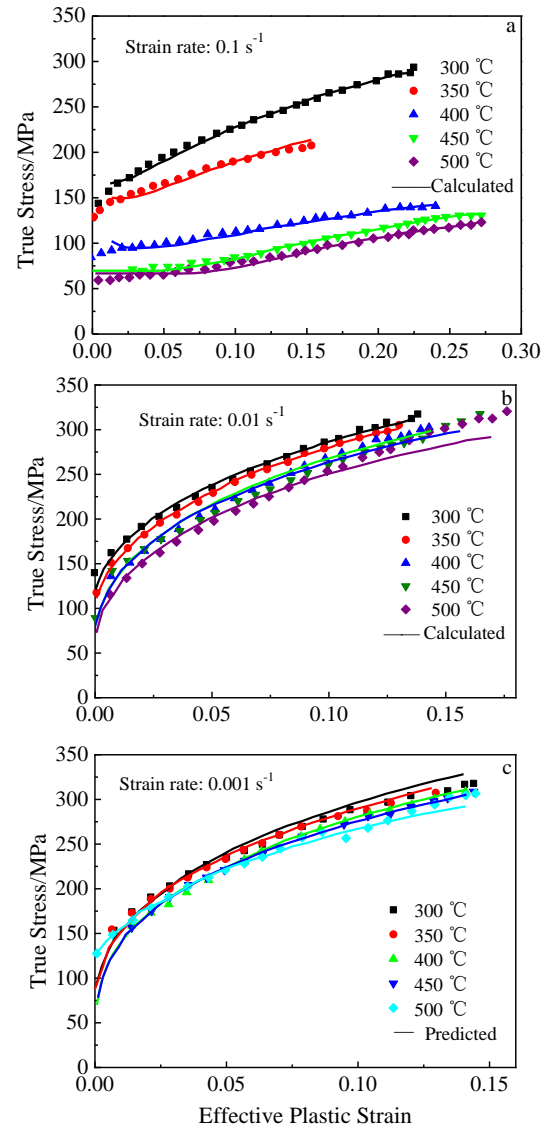 a
Strain rate: 0.1 s⁻¹
300 ℃
350 ℃
400 ℃
450 ℃
500 ℃
Calculated
True Stress/MPa
350
300
250
200
150
100
50
0
0.00 0.05 0.10 0.15 0.20 0.25 0.30
b
Strain rate: 0.01 s⁻¹
300 ℃
350 ℃
400 ℃
450 ℃
500 ℃
Calculated
True Stress/MPa
350
300
250
200
150
100
50
0
0.00 0.05 0.10 0.15
c
Strain rate: 0.001 s⁻¹
300 ℃
350 ℃
400 ℃
450 ℃
500 ℃
Predicted
True Stress/MPa
350
300
250
200
150
100
50
0
0.00 0.05 0.10 0.15
Effective Plastic Strain